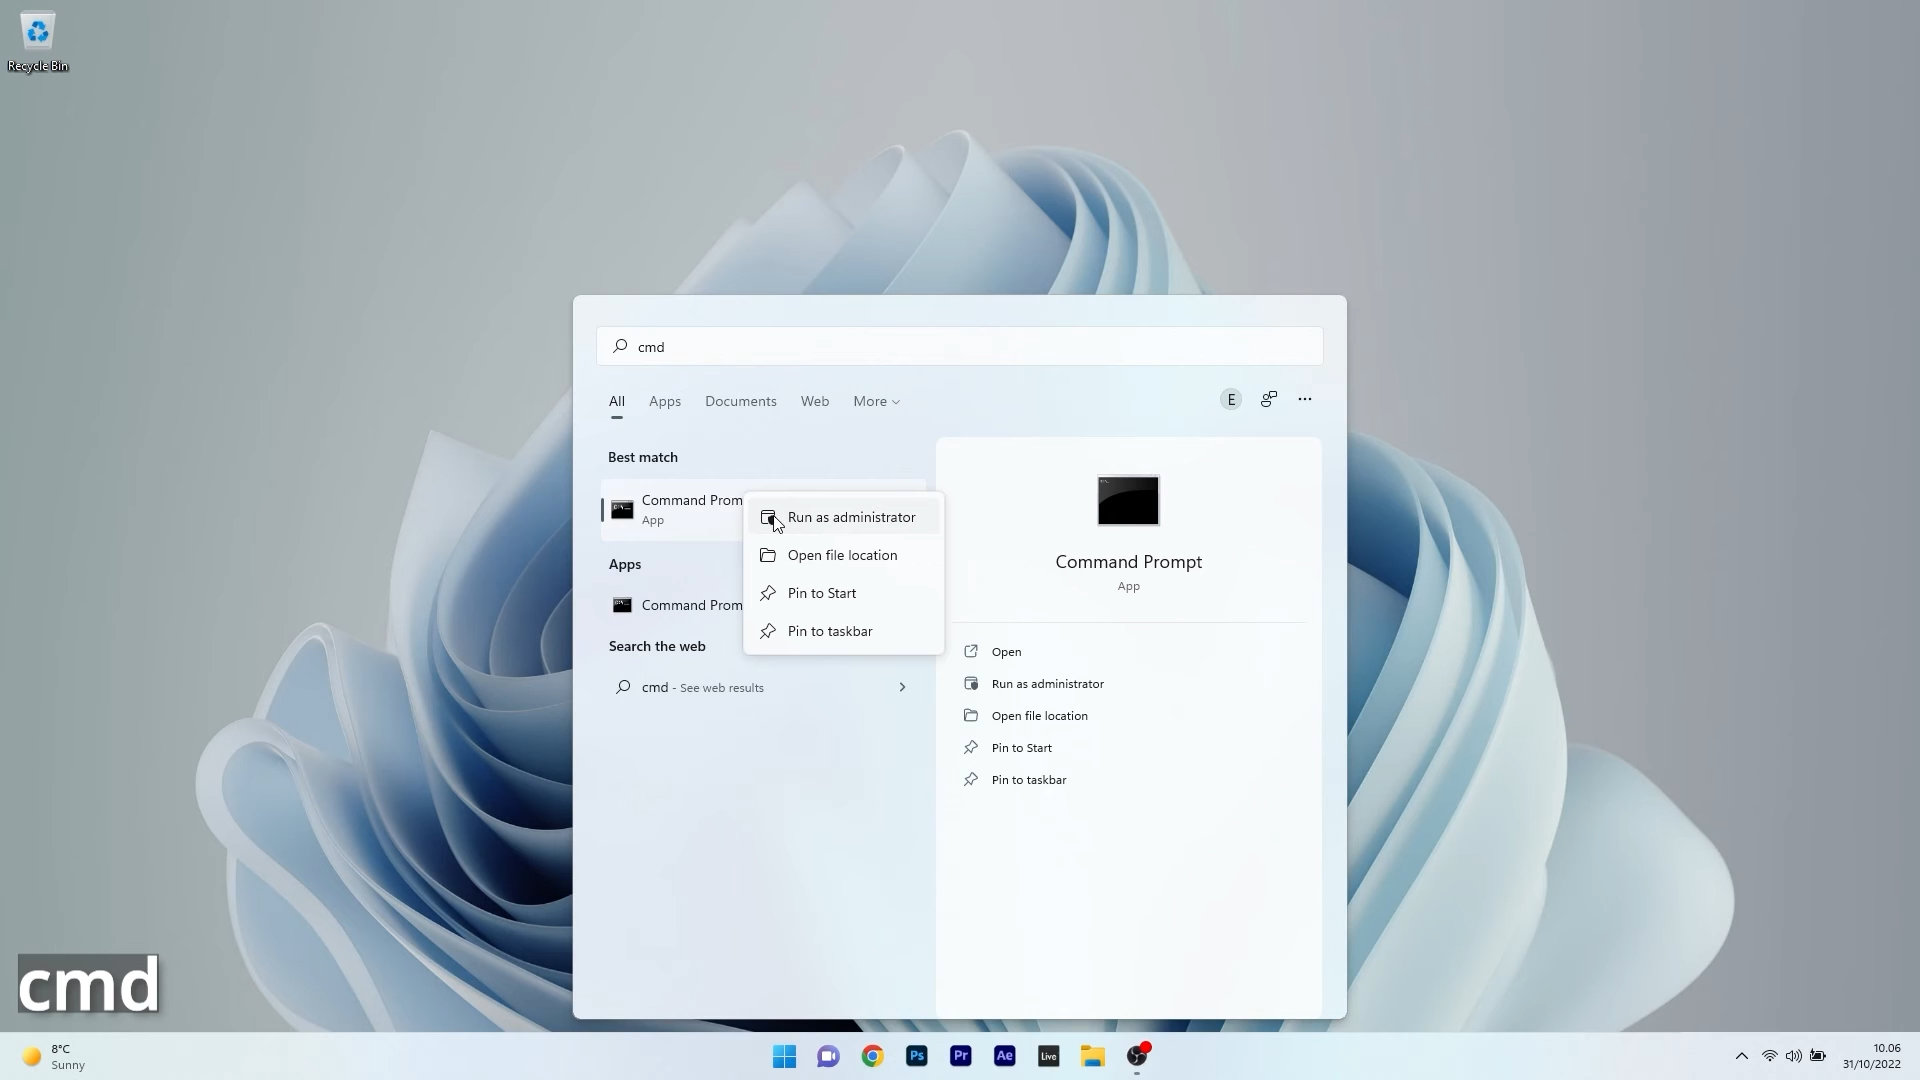 Recycle Bin
cmd
All Apps Documents Web More
E
Best match
Command Prom
App
Run as administrator
Open file location
Pin to Start
Pin to taskbar
Apps
Command Prom
Search the web
cmd - See web results
Command Prompt
App
Open
Run as administrator
Open file location
Pin to Start
Pin to taskbar
cmd
8°C
Sunny
Ps
Pr
Ae
Live
10.06
31/10/2022